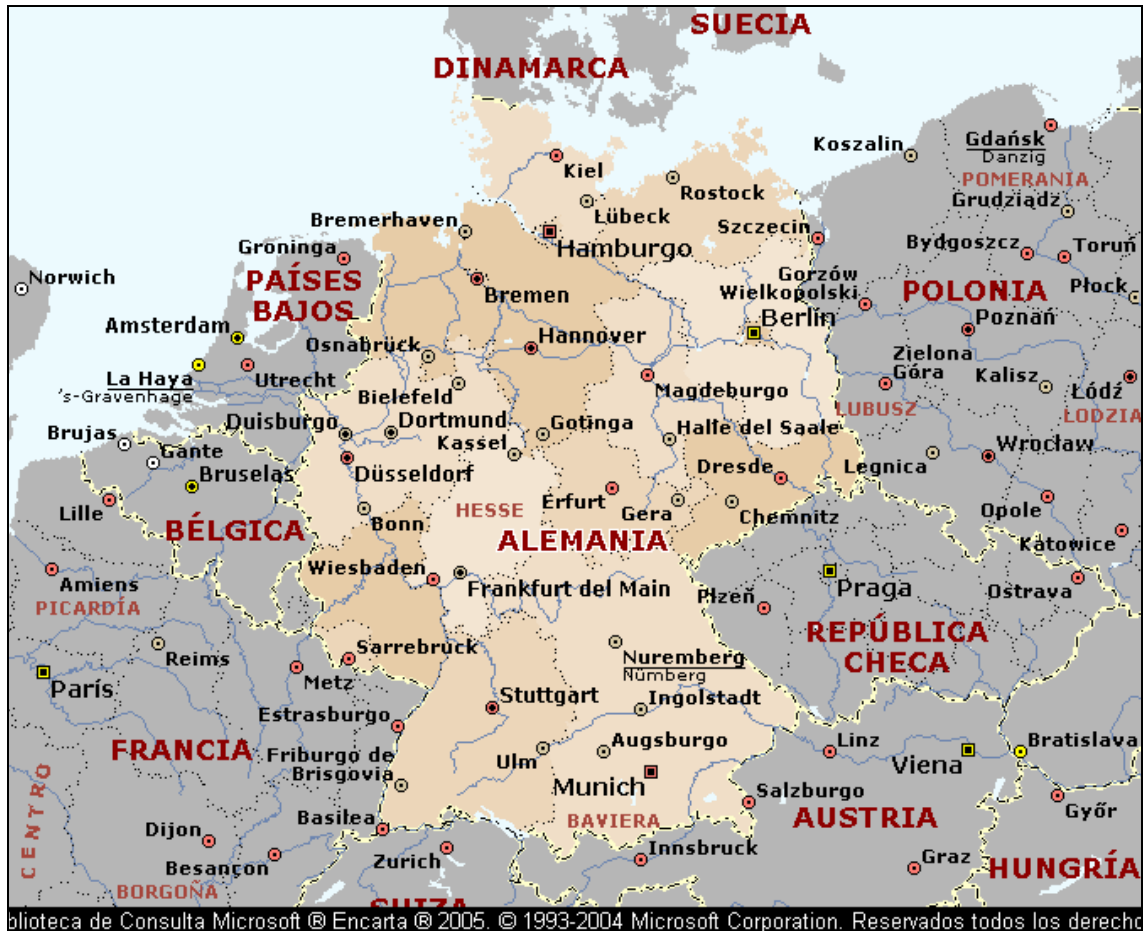 SUECIA
DINAMARCA
Koszalin
Gdańsk
Danzig
Kiel
POMERANIA
Rostock
Grudziądz
Lübeck
Bremerhaven
Szczecin
Groninga
Hamburgo
Bydgoszcz
Toruń
Norwich
PAÍSES
BAJOS
Bremen
Gorzów
Wielkopolski
POLONIA
Płock
Amsterdam
Berlín
Poznań
Hannover
Osnabrück
Zielona
Góra
La Haya
's-Gravenhage
Utrecht
Magdeburgo
Kalisz
Łódź
Bielefeld
LUBUSZ
LODZIA
Duisburgo
Dortmund
Gotinga
Halle del Saale
Brujas
Kassel
Wrocław
Gante
Bruselas
Düsseldorf
Dresde
Legnica
Lille
Erfurt
Gera
HESSE
Bonn
Chemnitz
Opole
BÉLGICA
ALEMANIA
Katowice
Wiesbaden
Amiens
Frankfurt del Main
Praga
Ostrava
PICARDÍA
Plzeň
REPÚBLICA
CHECA
Sarrebruck
Reims
Nuremberg
Nürnberg
Metz
París
Stuttgart
Ingolstadt
Estrasburgo
FRANCIA
Friburgo de
Brisgovia
Ulm
Augsburgo
Linz
Viena
Bratislava
CENTRO
Munich
Salzburgo
Győr
Basilea
BAVIERA
AUSTRIA
Dijon
Besançon
Zurich
Innsbruck
Graz
HUNGRÍA
BORGOÑA
SUIZA
blioteca de Consulta Microsoft ® Encarta ® 2005. © 1993-2004 Microsoft Corporation. Reservados todos los derecho